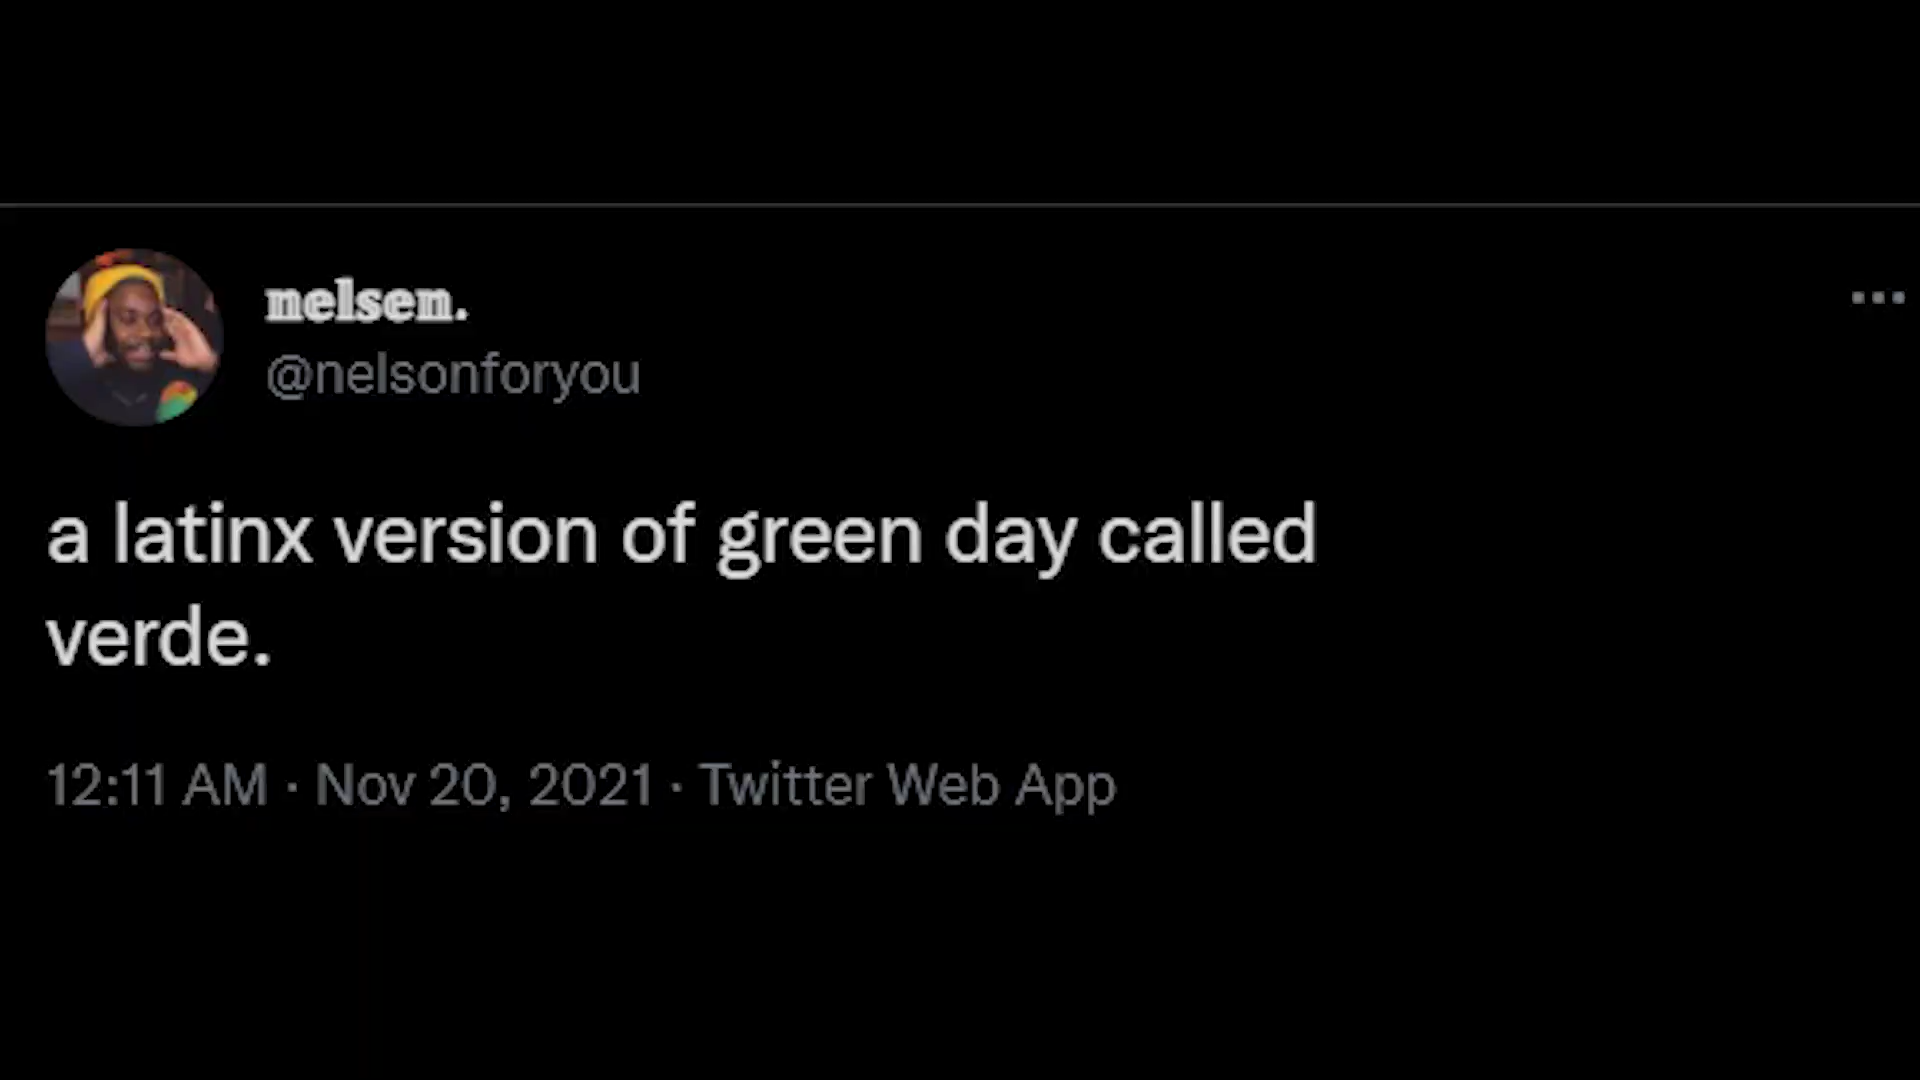 nelsen.
@nelsonforyou
a latinx version of green day called
verde.
12:11 AM · Nov 20, 2021 · Twitter Web App